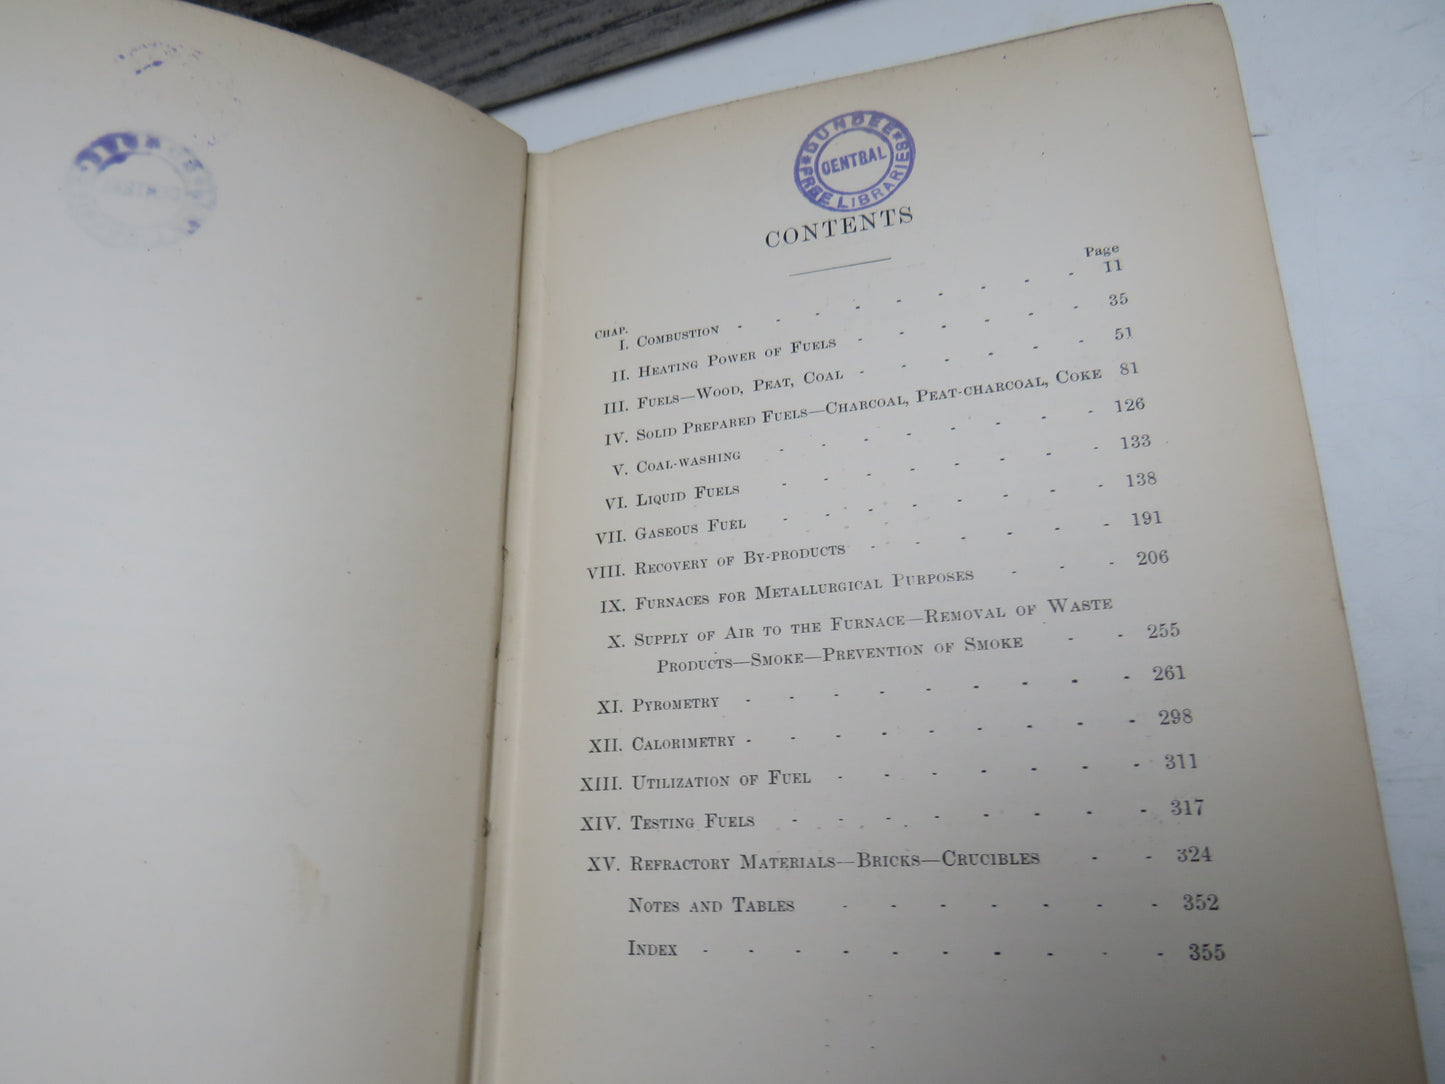 DUNDEE
CENTRAL
FREE LIBRARIES
CONTENTS
Page
CHAP.
I. COMBUSTION - - - - - - - - - 11
II. HEATING POWER OF FUELS - - - - - - 35
III. FUELS—WOOD, PEAT, COAL - - - - - - 51
IV. SOLID PREPARED FUELS—CHARCOAL, PEAT-CHARCOAL, COKE 81
V. COAL-WASHING - - - - - - - - 126
VI. LIQUID FUELS - - - - - - - - 133
VII. GASEOUS FUEL - - - - - - - - 138
VIII. RECOVERY OF BY-PRODUCTS - - - - - - 191
IX. FURNACES FOR METALLURGICAL PURPOSES - - - 206
X. SUPPLY OF AIR TO THE FURNACE—REMOVAL OF WASTE
PRODUCTS—SMOKE—PREVENTION OF SMOKE - - 255
XI. PYROMETRY - - - - - - - - - 261
XII. CALORIMETRY - - - - - - - - - 298
XIII. UTILIZATION OF FUEL - - - - - - - 311
XIV. TESTING FUELS - - - - - - - - 317
XV. REFRACTORY MATERIALS—BRICKS—CRUCIBLES - - 324
NOTES AND TABLES - - - - - - - 352
INDEX - - - - - - - - - - - 355